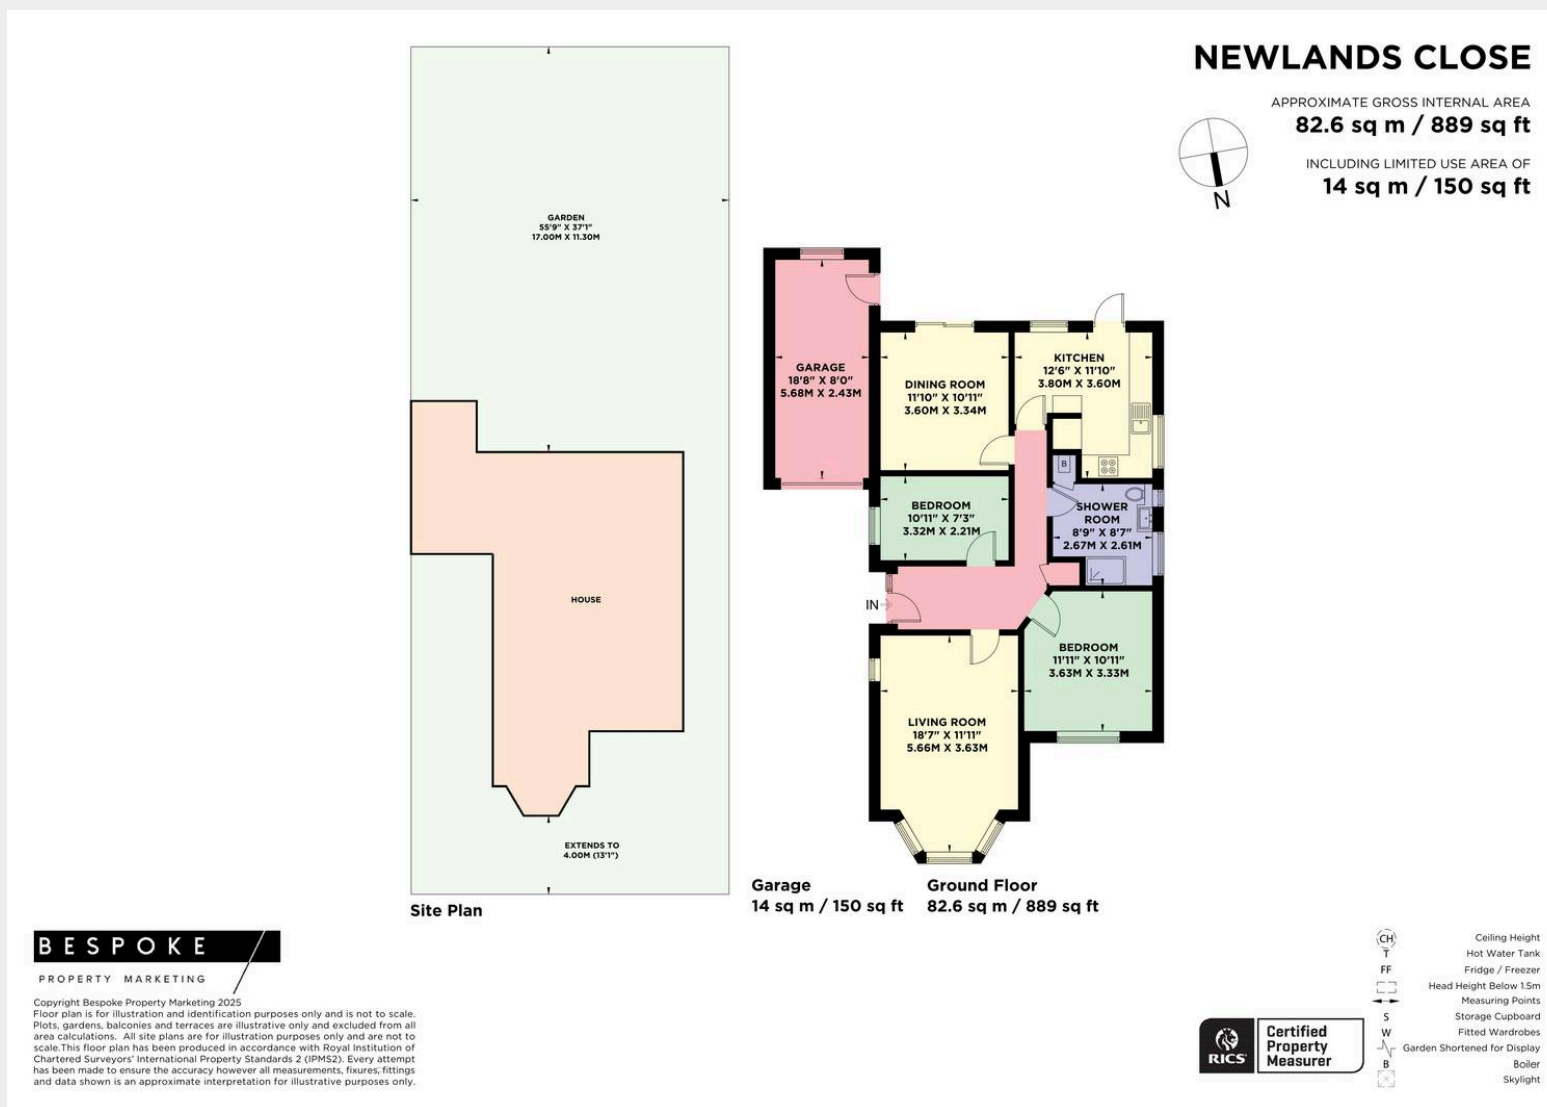 NEWLANDS CLOSE
APPROXIMATE GROSS INTERNAL AREA
82.6 sq m / 889 sq ft
INCLUDING LIMITED USE AREA OF
14 sq m / 150 sq ft
N
GARDEN
55'9" X 37'1"
17.00M X 11.30M
HOUSE
EXTENDS TO
4.00M (13'1")
Site Plan
GARAGE
18'8" X 8'0"
5.68M X 2.43M
DINING ROOM
11'10" X 10'11"
3.60M X 3.34M
KITCHEN
12'6" X 11'10"
3.80M X 3.60M
B
BEDROOM
10'11" X 7'3"
3.32M X 2.21M
SHOWER
ROOM
8'9" X 8'7"
2.67M X 2.61M
IN
BEDROOM
11'11" X 10'11"
3.63M X 3.33M
LIVING ROOM
18'7" X 11'11"
5.66M X 3.63M
Garage
14 sq m / 150 sq ft
Ground Floor
82.6 sq m / 889 sq ft
BESPOKE
PROPERTY MARKETING
Copyright Bespoke Property Marketing 2025
Floor plan is for illustration and identification purposes only and is not to scale.
Plots, gardens, balconies and terraces are illustrative only and excluded from all
area calculations. All site plans are for illustration purposes only and are not to
scale.This floor plan has been produced in accordance with Royal Institution of
Chartered Surveyors' International Property Standards 2 (IPMS2). Every attempt
has been made to ensure the accuracy however all measurements, fixures, fittings
and data shown is an approximate interpretation for illustrative purposes only.
RICS
Certified
Property
Measurer
CH Ceiling Height
T Hot Water Tank
FF Fridge / Freezer
Head Height Below 1.5m
Measuring Points
S Storage Cupboard
W Fitted Wardrobes
Garden Shortened for Display
B Boiler
Skylight